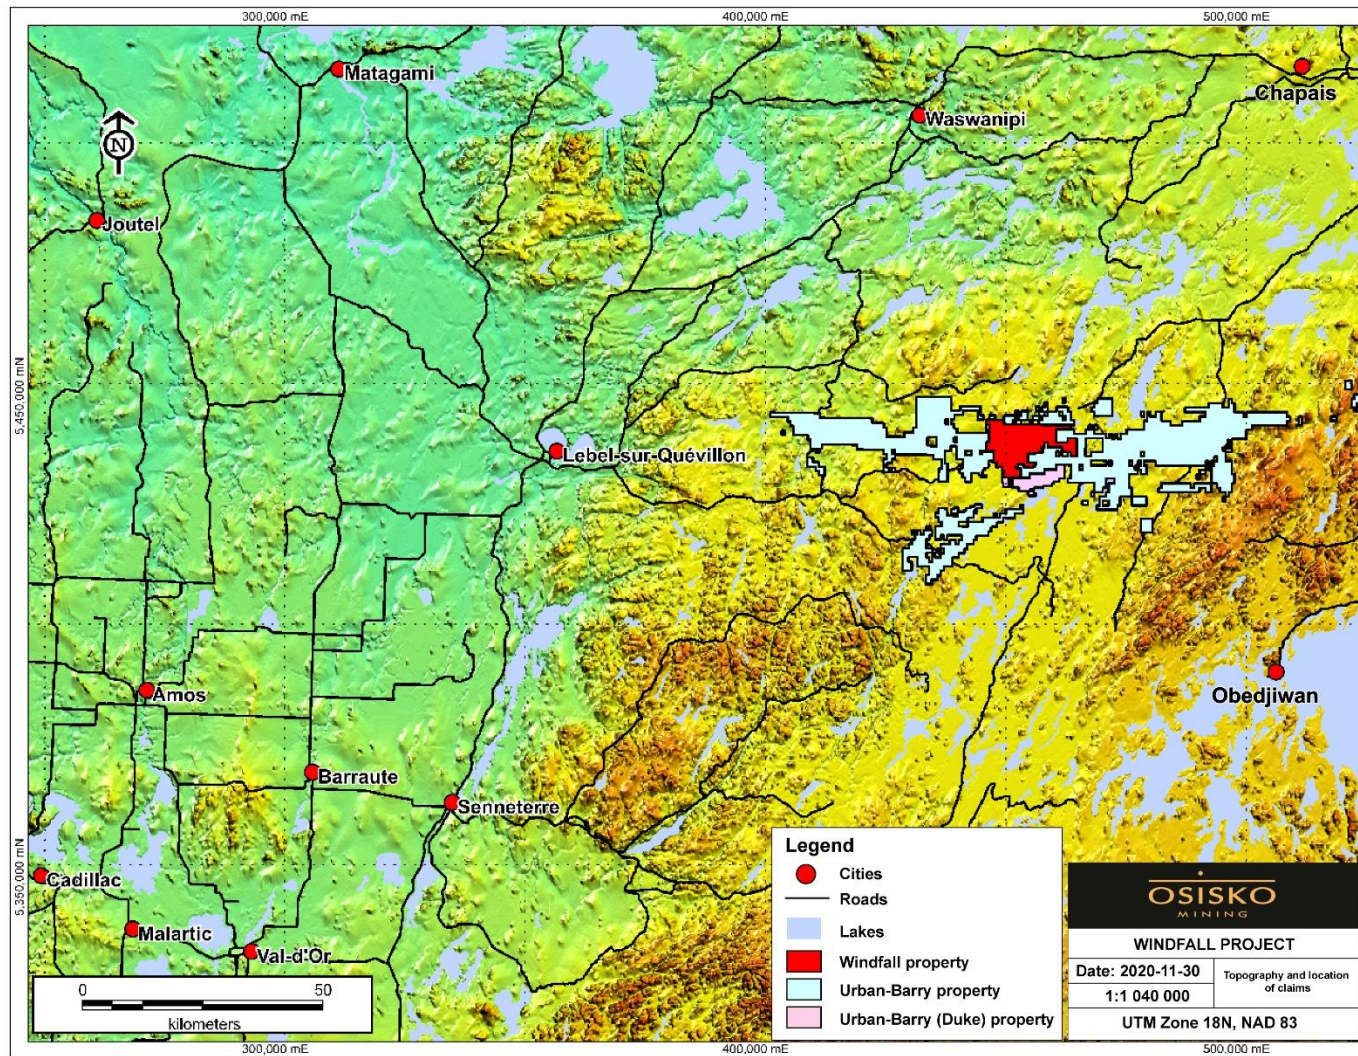 300,000 mE
400,000 mE
500,000 mE
Matagami
Chapais
Waswanipi
N
Joutel
5,450,000 mN
Lebel-sur-Quévillon
Amos
Obedjiwan
Barraute
Senneterre
5,350,000 mN
Cadillac
Malartic
Val-d'Or
0 50
kilometers
Legend
Cities
Roads
Lakes
Windfall property
Urban-Barry property
Urban-Barry (Duke) property
OSISKO
MINING
WINDFALL PROJECT
Date: 2020-11-30
1:1 040 000
Topography and location
of claims
UTM Zone 18N, NAD 83
300,000 mE
400,000 mE
500,000 mE